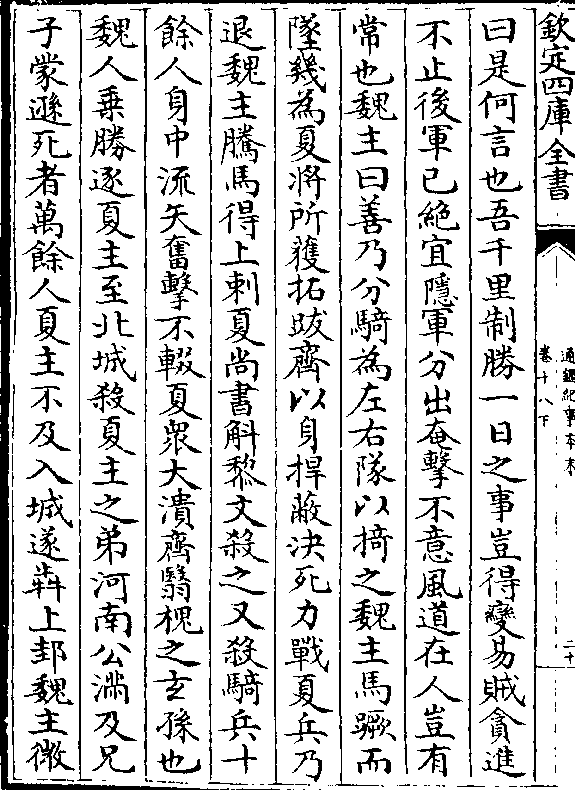 欽定四庫全書
通鑑紀事本末
卷十八下
二十
曰是何言也吾千里制勝一日之事豈得變易賊貪進
不止後軍已絶宜隱軍分出奄擊不意風道在人豈有
常也魏主曰善乃分騎為左右隊以掎之魏主馬蹶而
墜幾為夏將所獲拓跋齊以身捍蔽決死力戰夏兵乃
退魏主騰馬得上刺夏尚書斛黎文殺之又殺騎兵十
餘人身中流矢奮擊不輟夏衆大潰齊翳槐之玄孫也
魏人乗勝逐夏主至北城殺夏主之弟河南公滿及兄
子蒙遜死者萬餘人夏主不及入城遂犇上邽魏主微